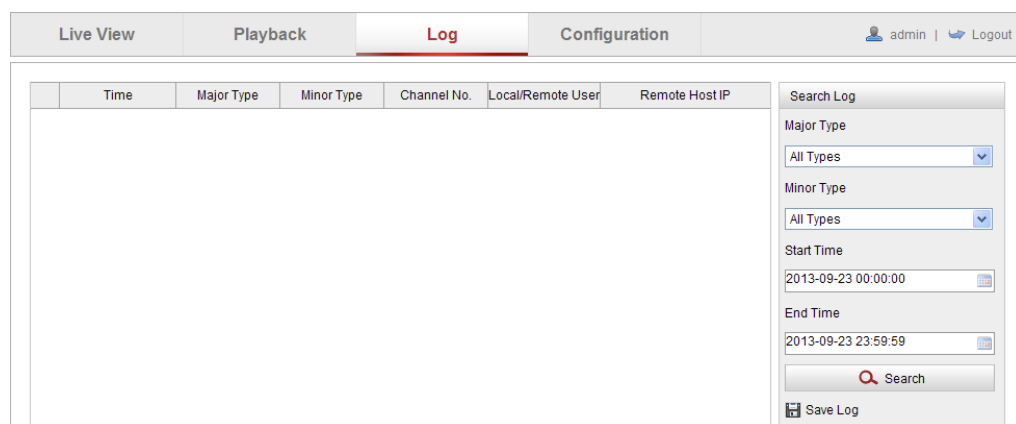 Live View Playback Log Configuration admin | Logout
Time Major Type Minor Type Channel No. Local/Remote User Remote Host IP
Search Log
Major Type
All Types
Minor Type
All Types
Start Time
2013-09-23 00:00:00
End Time
2013-09-23 23:59:59
Search
Save Log